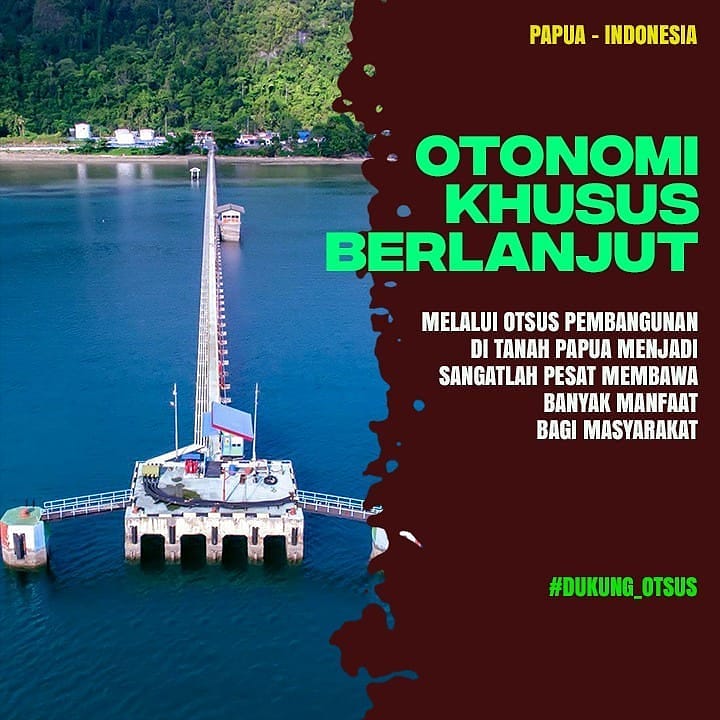 PAPUA - INDONESIA
OTONOMI
KHUSUS
BERLANJUT
MELALUI OTSUS PEMBANGUNAN
DI TANAH PAPUA MENJADI
SANGATLAH PESAT MEMBAWA
BANYAK MANFAAT
BAGI MASYARAKAT
#DUKUNG_OTSUS